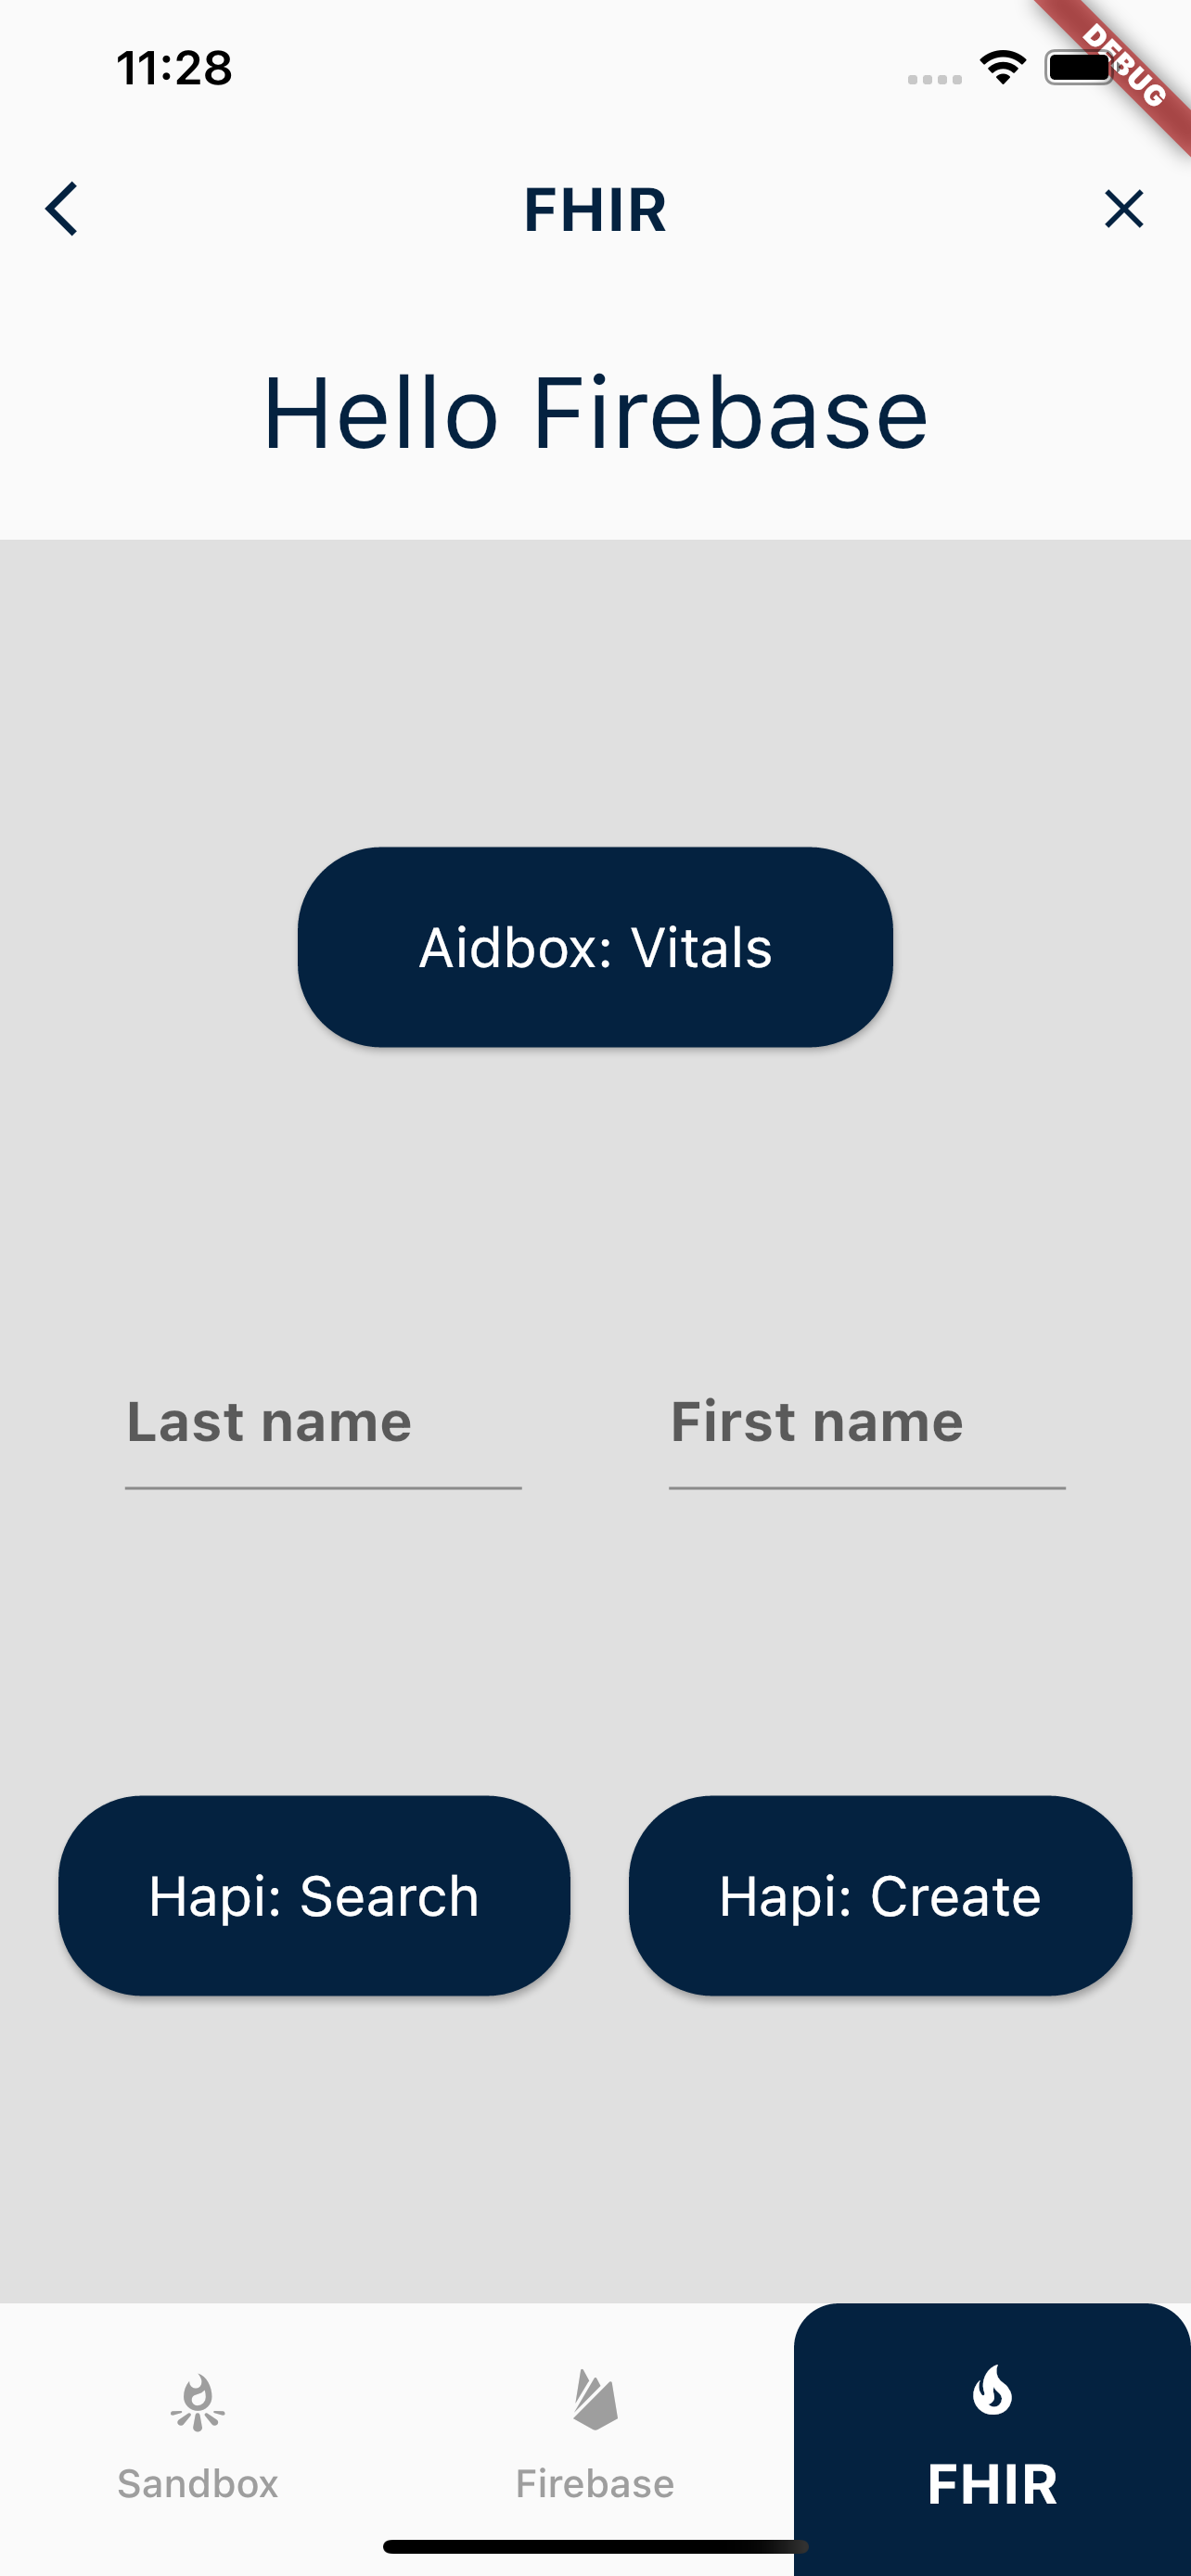 11:28
DEBUG
FHIR
Hello Firebase
Aidbox: Vitals
Last name First name
Hapi: Search Hapi: Create
Sandbox Firebase FHIR